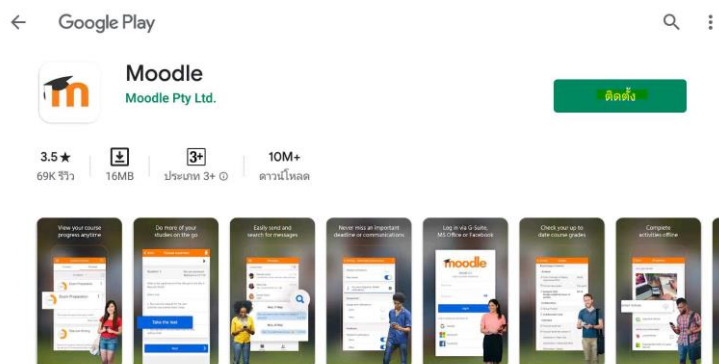 Google Play
Moodle
Moodle Pty Ltd.
ติดตั้ง
3.5★
69K รีวิว
16MB
3+
ประเภท 3+
10M+
ดาวน์โหลด
View your course
progress anytime
Do more of your
studies on the go
Take the test
Easily send and
search for messages
Never miss an important
deadline or communications
Log in via G-Suite,
MS Office or Facebook
moodle
Check your up to
date course grades
Complete
activities offline